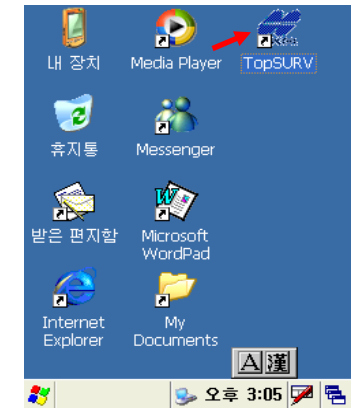 내 장치
Media Player
TopSURV
휴지통
Messenger
받은 편지함
Microsoft
WordPad
Internet
Explorer
My
Documents
A 漢
오후 3:05